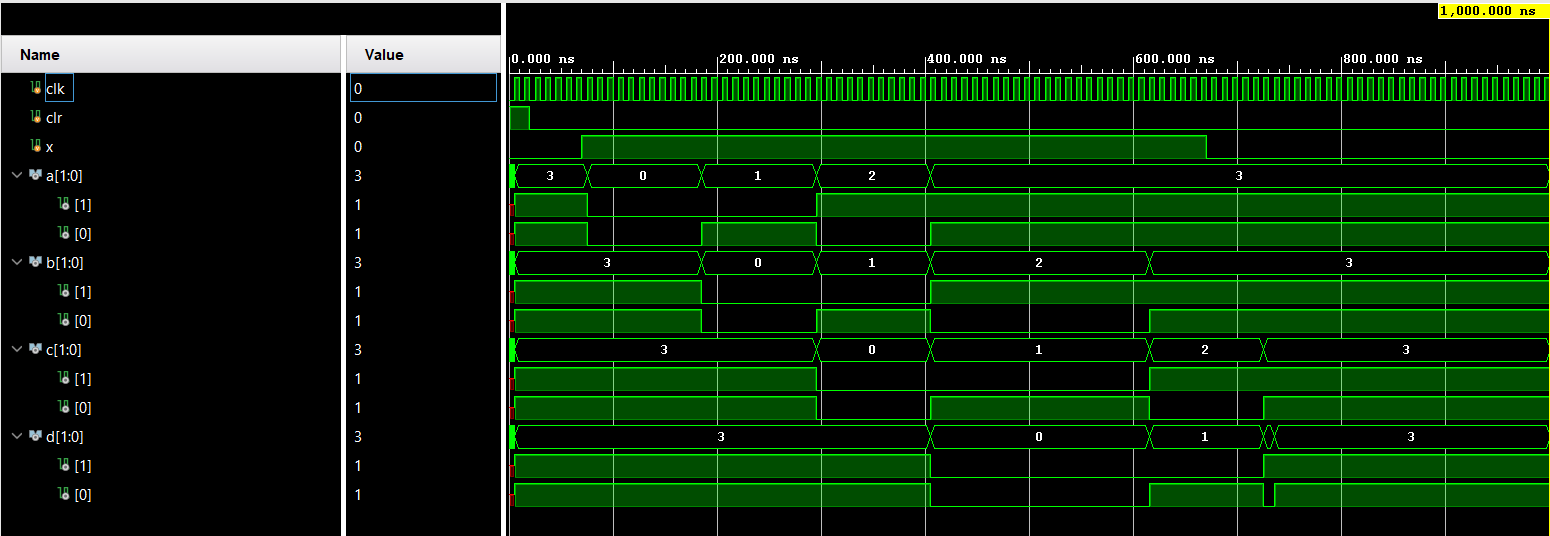 1,000.000 ns
Name Value
0.000 ns 200.000 ns 400.000 ns 600.000 ns 800.000 ns
clk 0
clr 0
x 0
a[1:0] 3 3 0 1 2 3
[1] 1
[0] 1
b[1:0] 3 3 0 1 2 3
[1] 1
[0] 1
c[1:0] 3 3 0 1 2 3
[1] 1
[0] 1
d[1:0] 3 3 0 1 3
[1] 1
[0] 1